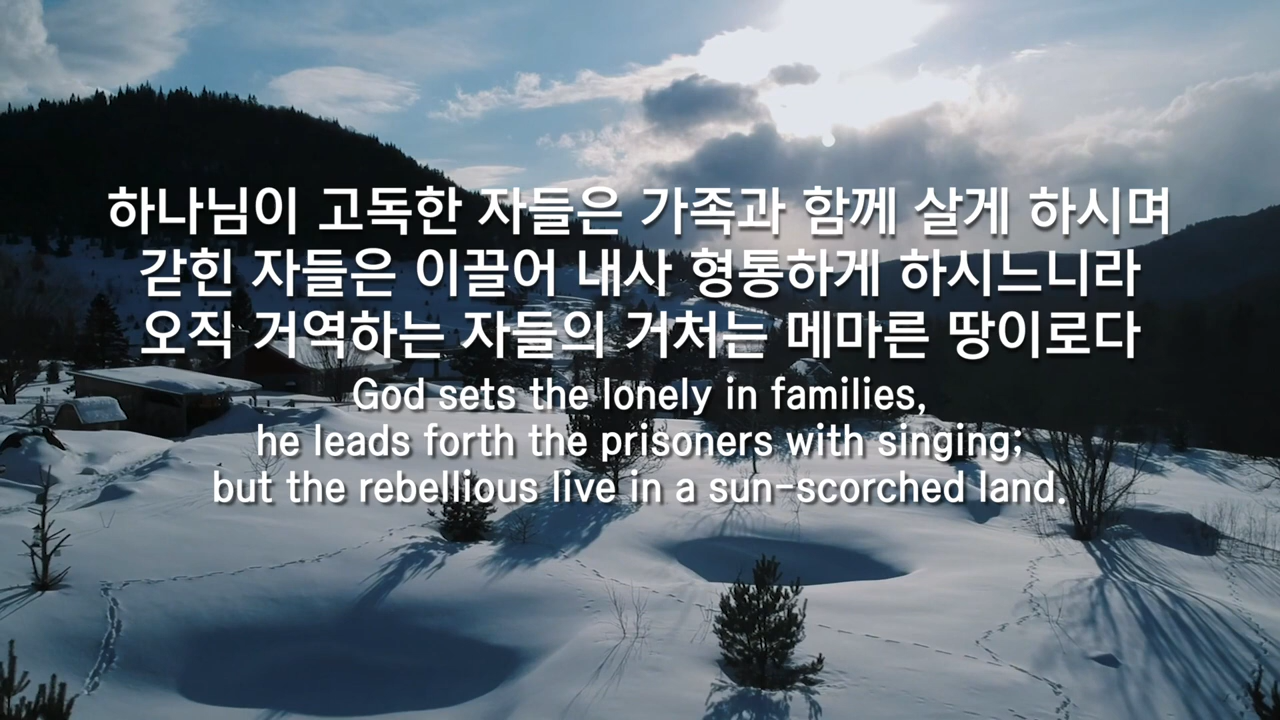 하나님이 고독한 자들은 가족과 함께 살게 하시며
갇힌 자들은 이끌어 내사 형통하게 하시느니라
오직 거역하는 자들의 거처는 메마른 땅이로다
God sets the lonely in families,
he leads forth the prisoners with singing;
but the rebellious live in a sun-scorched land.